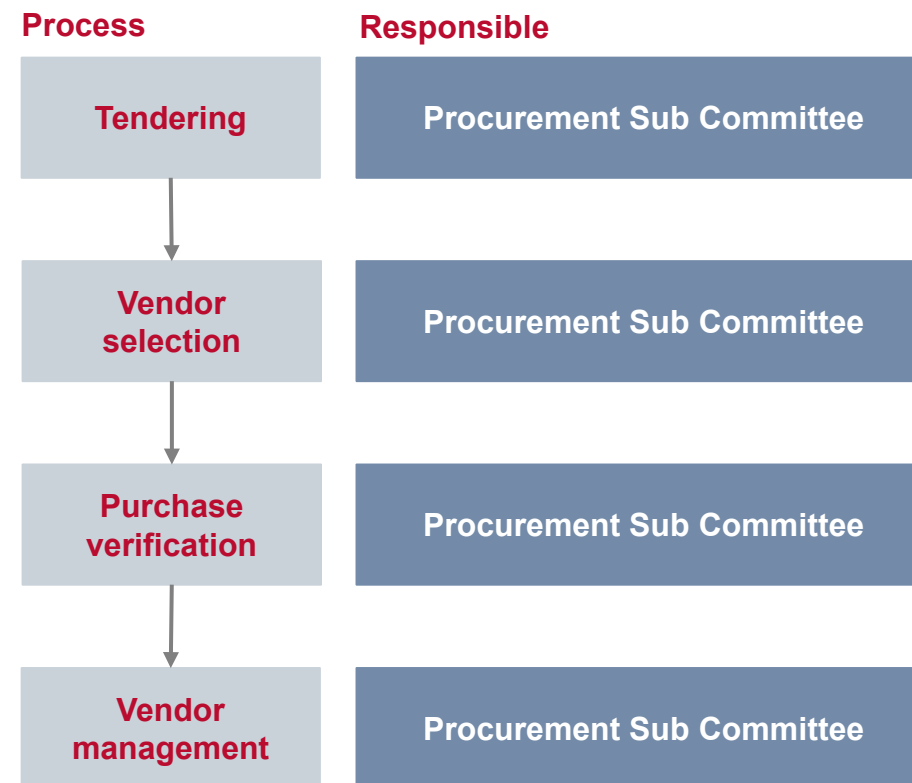 Process
Responsible
Tendering
Procurement Sub Committee
Vendor
selection
Procurement Sub Committee
Purchase
verification
Procurement Sub Committee
Vendor
management
Procurement Sub Committee